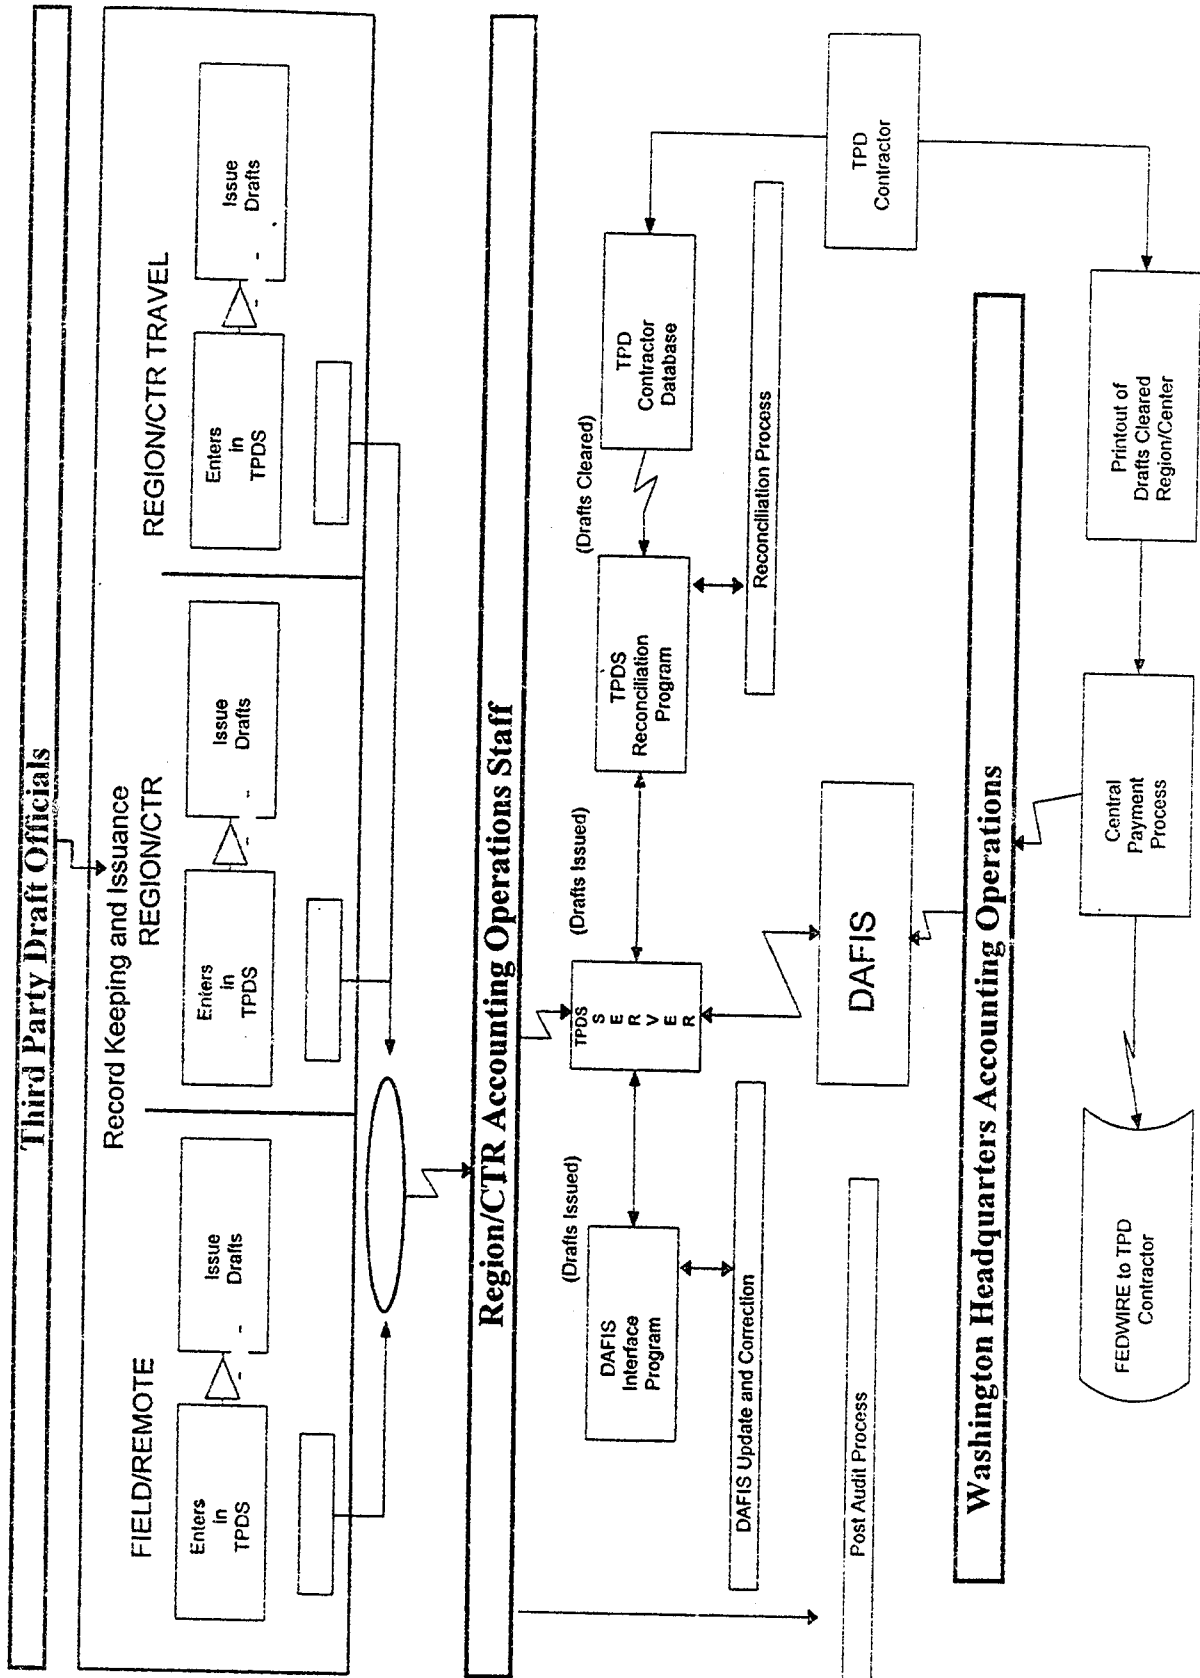 Third Party Draft Officials
Record Keeping and Issuance
FIELD/REMOTE
REGION/CTR
REGION/CTR TRAVEL
Enters
in
TPDS
Issue
Drafts
Enters
in
TPDS
Issue
Drafts
Enters
in
TPDS
Issue
Drafts
Region/CTR Accounting Operations Staff
(Drafts Issued)
(Drafts Issued)
(Drafts Cleared)
DAFIS
Interface
Program
TPDS
S
E
R
V
E
R
TPDS
Reconciliation
Program
TPD
Contractor
Database
DAFIS Update and Correction
Reconciliation Process
Post Audit Process
DAFIS
TPD
Contractor
Washington Headquarters Accounting Operations
FEDWIRE to TPD
Contractor
Central
Payment
Process
Printout of
Drafts Cleared
Region/Center